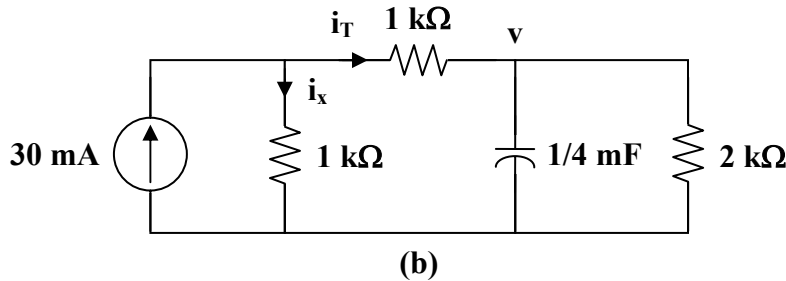 1 kΩ
i_T
v
i_x
30 mA
1 kΩ
1/4 mF
2 kΩ
(b)